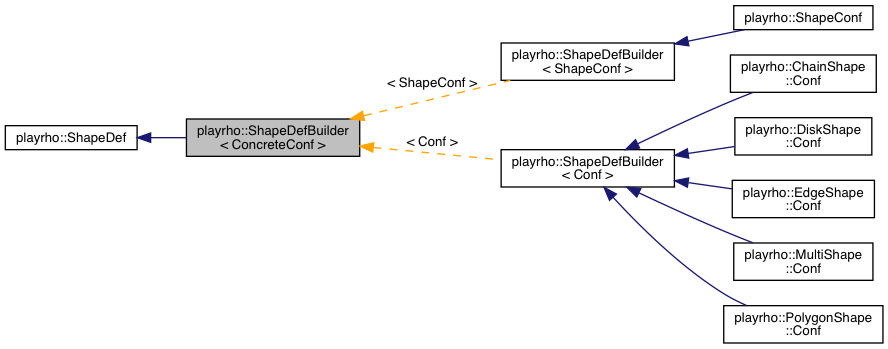 playrho::ShapeDef
playrho::ShapeDefBuilder
< ConcreteConf >
< ShapeConf >
< Conf >
playrho::ShapeDefBuilder
< ShapeConf >
playrho::ShapeDefBuilder
< Conf >
playrho::ShapeConf
playrho::ChainShape
::Conf
playrho::DiskShape
::Conf
playrho::EdgeShape
::Conf
playrho::MultiShape
::Conf
playrho::PolygonShape
::Conf